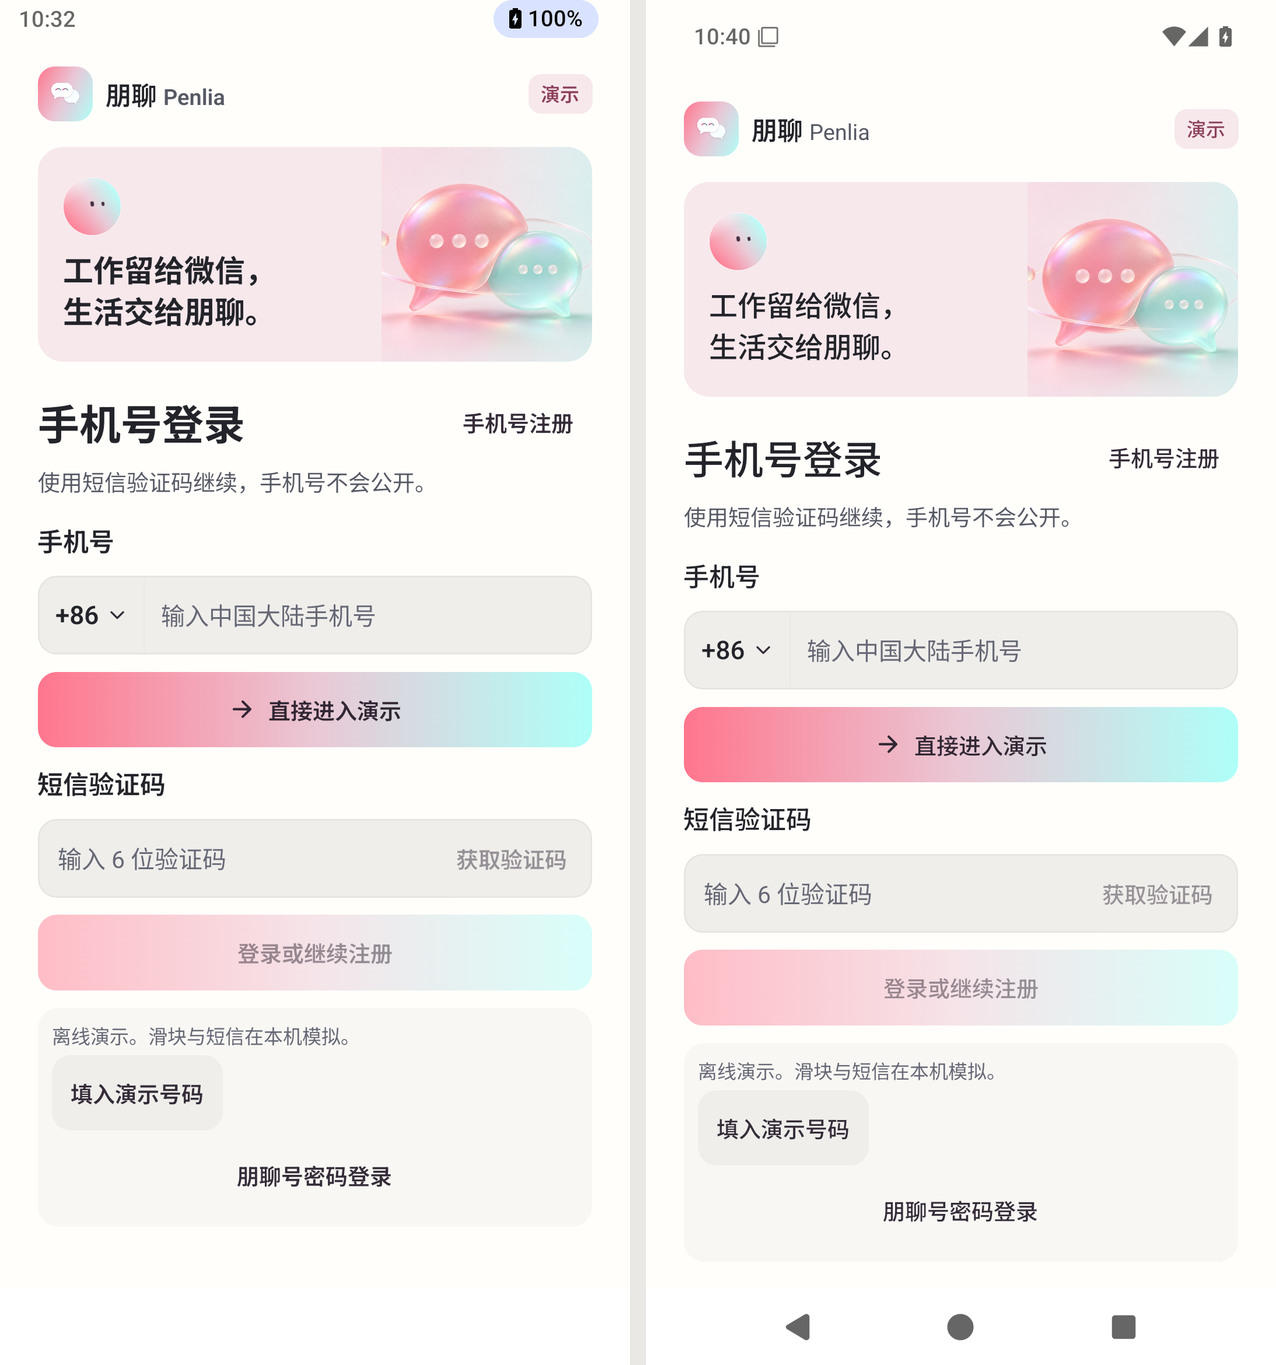 10:32
100%
朋聊 Penlia
演示
工作留给微信，
生活交给朋聊。
手机号登录
手机号注册
使用短信验证码继续，手机号不会公开。
手机号
+86
输入中国大陆手机号
直接进入演示
短信验证码
输入 6 位验证码
获取验证码
登录或继续注册
离线演示。滑块与短信在本机模拟。
填入演示号码
朋聊号密码登录
10:40
朋聊 Penlia
演示
工作留给微信，
生活交给朋聊。
手机号登录
手机号注册
使用短信验证码继续，手机号不会公开。
手机号
+86
输入中国大陆手机号
直接进入演示
短信验证码
输入 6 位验证码
获取验证码
登录或继续注册
离线演示。滑块与短信在本机模拟。
填入演示号码
朋聊号密码登录